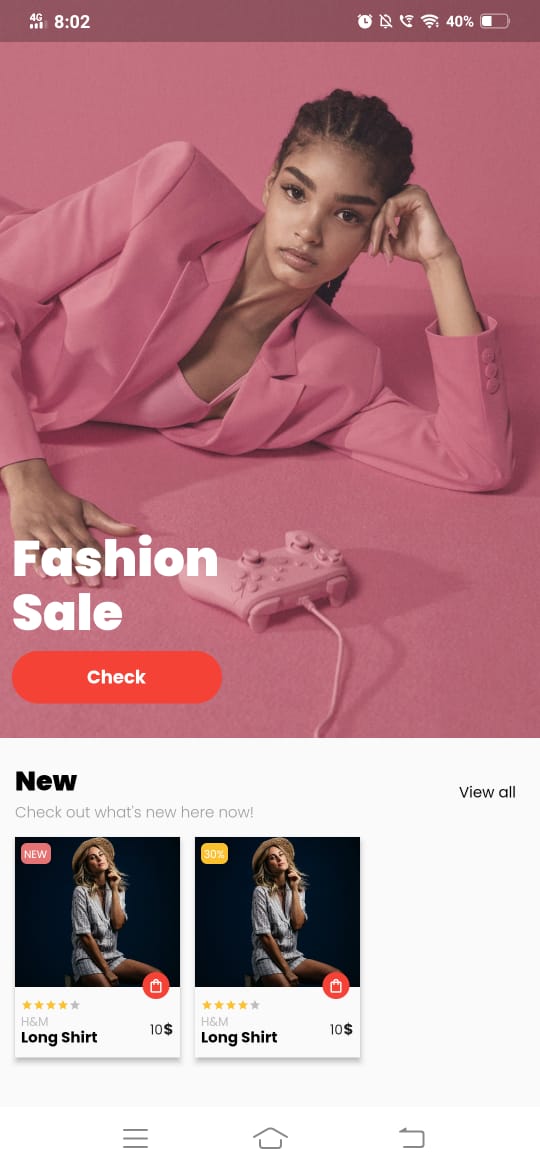 4G
8:02
40%
Fashion
Sale
Check
New
View all
Check out what's new here now!
NEW
30%
H&M
Long Shirt
10$
H&M
Long Shirt
10$